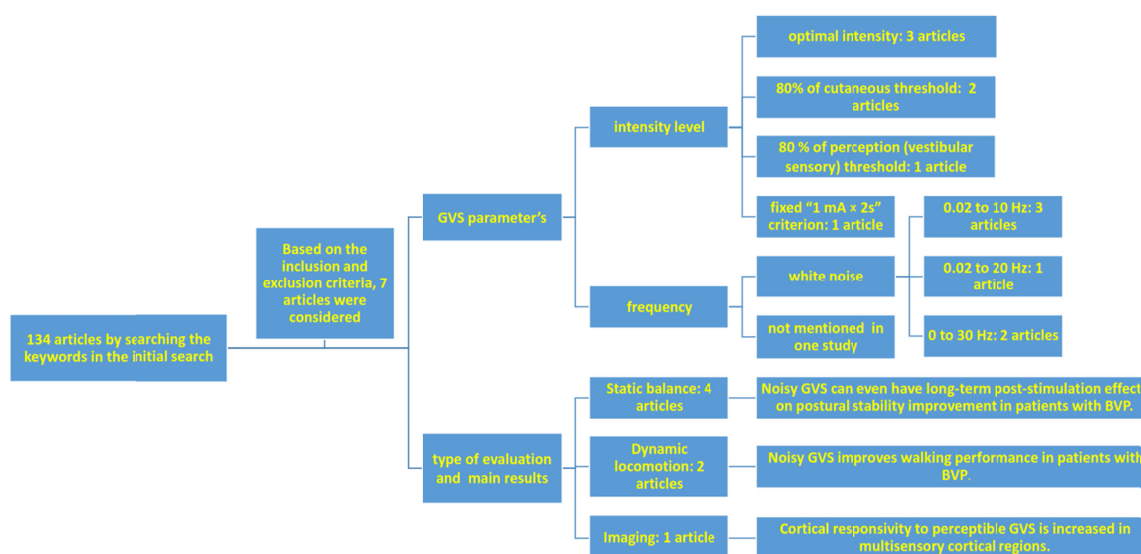 134 articles by searching the
keywords in the initial search
Based on the
inclusion and
exclusion criteria, 7
articles were
considered
GVS parameter's
intensity level
optimal intensity: 3 articles
80% of cutaneous threshold: 2
articles
80 % of perception (vestibular
sensory) threshold: 1 article
fixed "1 mA × 2s"
criterion: 1 article
frequency
white noise
0.02 to 10 Hz: 3
articles
0.02 to 20 Hz: 1
article
0 to 30 Hz: 2 articles
not mentioned in
one study
type of evaluation
and main results
Static balance: 4
articles
Noisy GVS can even have long-term post-stimulation effect
on postural stability improvement in patients with BVP.
Dynamic
locomotion: 2
articles
Noisy GVS improves walking performance in patients with
BVP.
Imaging: 1 article
Cortical responsivity to perceptible GVS is increased in
multisensory cortical regions.